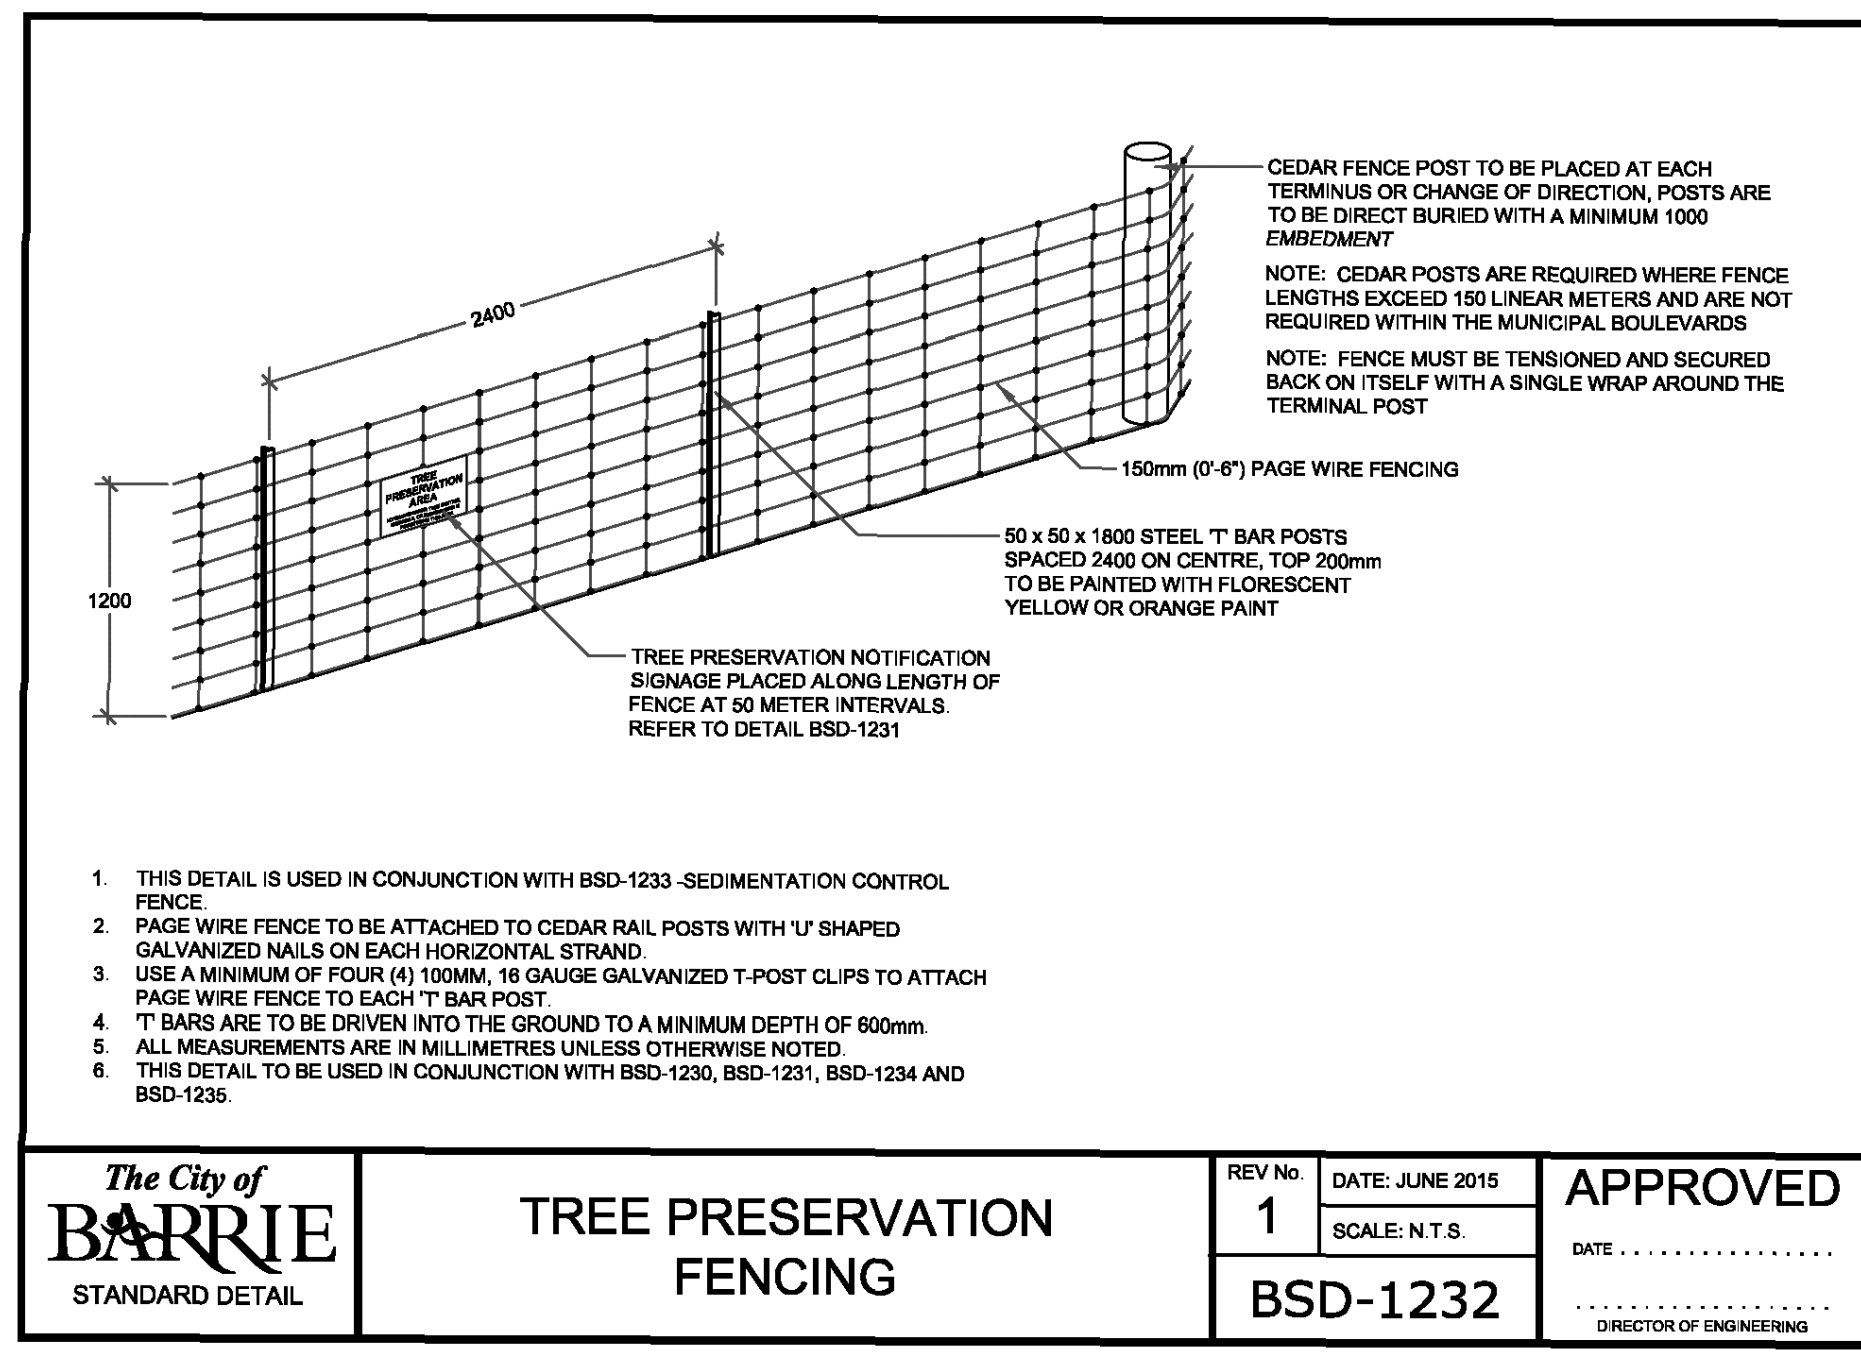 CEDAR FENCE POST TO BE PLACED AT EACH
TERMINUS OR CHANGE OF DIRECTION, POSTS ARE
TO BE DIRECT BURIED WITH A MINIMUM 1000
EMBEDMENT
NOTE: CEDAR POSTS ARE REQUIRED WHERE FENCE
LENGTHS EXCEED 150 LINEAR METERS AND ARE NOT
REQUIRED WITHIN THE MUNICIPAL BOULEVARDS
NOTE: FENCE MUST BE TENSIONED AND SECURED
BACK ON ITSELF WITH A SINGLE WRAP AROUND THE
TERMINAL POST
2400
150mm (0'-6") PAGE WIRE FENCING
TREE
PRESERVATION
AREA
50 x 50 x 1800 STEEL 'T' BAR POSTS
SPACED 2400 ON CENTRE, TOP 200mm
TO BE PAINTED WITH FLORESCENT
YELLOW OR ORANGE PAINT
1200
TREE PRESERVATION NOTIFICATION
SIGNAGE PLACED ALONG LENGTH OF
FENCE AT 50 METER INTERVALS.
REFER TO DETAIL BSD-1231
1. THIS DETAIL IS USED IN CONJUNCTION WITH BSD-1233 -SEDIMENTATION CONTROL
FENCE.
2. PAGE WIRE FENCE TO BE ATTACHED TO CEDAR RAIL POSTS WITH 'U' SHAPED
GALVANIZED NAILS ON EACH HORIZONTAL STRAND.
3. USE A MINIMUM OF FOUR (4) 100MM, 16 GAUGE GALVANIZED T-POST CLIPS TO ATTACH
PAGE WIRE FENCE TO EACH 'T' BAR POST.
4. 'T' BARS ARE TO BE DRIVEN INTO THE GROUND TO A MINIMUM DEPTH OF 600mm.
5. ALL MEASUREMENTS ARE IN MILLIMETRES UNLESS OTHERWISE NOTED.
6. THIS DETAIL TO BE USED IN CONJUNCTION WITH BSD-1230, BSD-1231, BSD-1234 AND
BSD-1235.
The City of
BARRIE
STANDARD DETAIL
TREE PRESERVATION
FENCING
REV No.
1
DATE: JUNE 2015
SCALE: N.T.S.
BSD-1232
APPROVED
DATE . . . . . . . . . . . . . . . .
. . . . . . . . . . . . . . . . . . .
DIRECTOR OF ENGINEERING